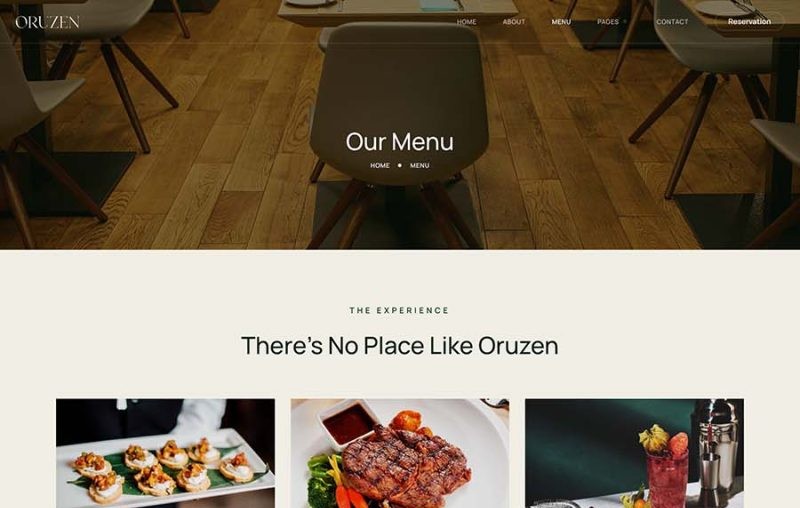 ORUZEN
HOME ABOUT MENU PAGES CONTACT Reservation
Our Menu
HOME • MENU
THE EXPERIENCE
There's No Place Like Oruzen